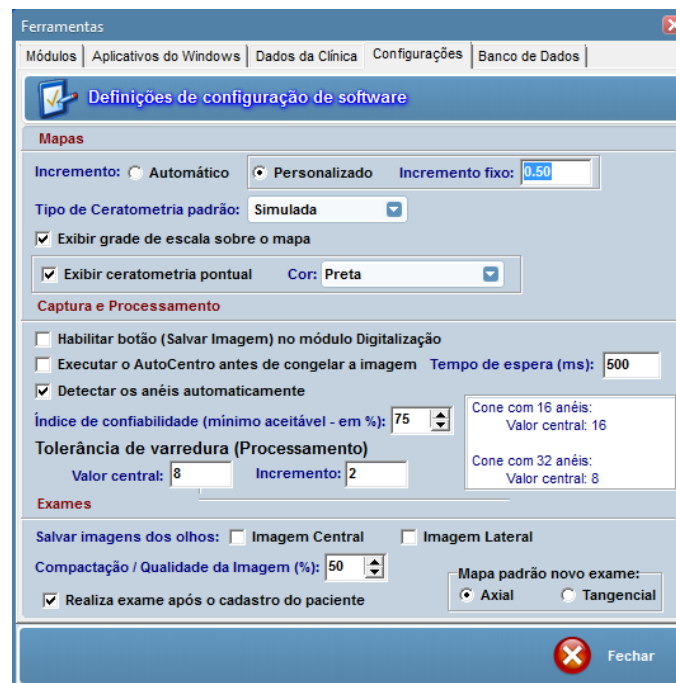 Ferramentas
Módulos Aplicativos do Windows Dados da Clínica Configurações Banco de Dados
Definições de configuração de software
Mapas
Incremento: Automático Personalizado Incremento fixo: 0.50
Tipo de Ceratometria padrão: Simulada
Exibir grade de escala sobre o mapa
Exibir ceratometria pontual Cor: Preta
Captura e Processamento
Habilitar botão (Salvar Imagem) no módulo Digitalização
Executar o AutoCentro antes de congelar a imagem Tempo de espera (ms): 500
Detectar os anéis automaticamente
Índice de confiabilidade (mínimo aceitável - em %): 75
Cone com 16 anéis:
Valor central: 16
Cone com 32 anéis:
Valor central: 8
Tolerância de varredura (Processamento)
Valor central: 8 Incremento: 2
Exames
Salvar imagens dos olhos: Imagem Central Imagem Lateral
Compactação / Qualidade da Imagem (%): 50
Mapa padrão novo exame:
Axial Tangencial
Realiza exame após o cadastro do paciente
Fechar